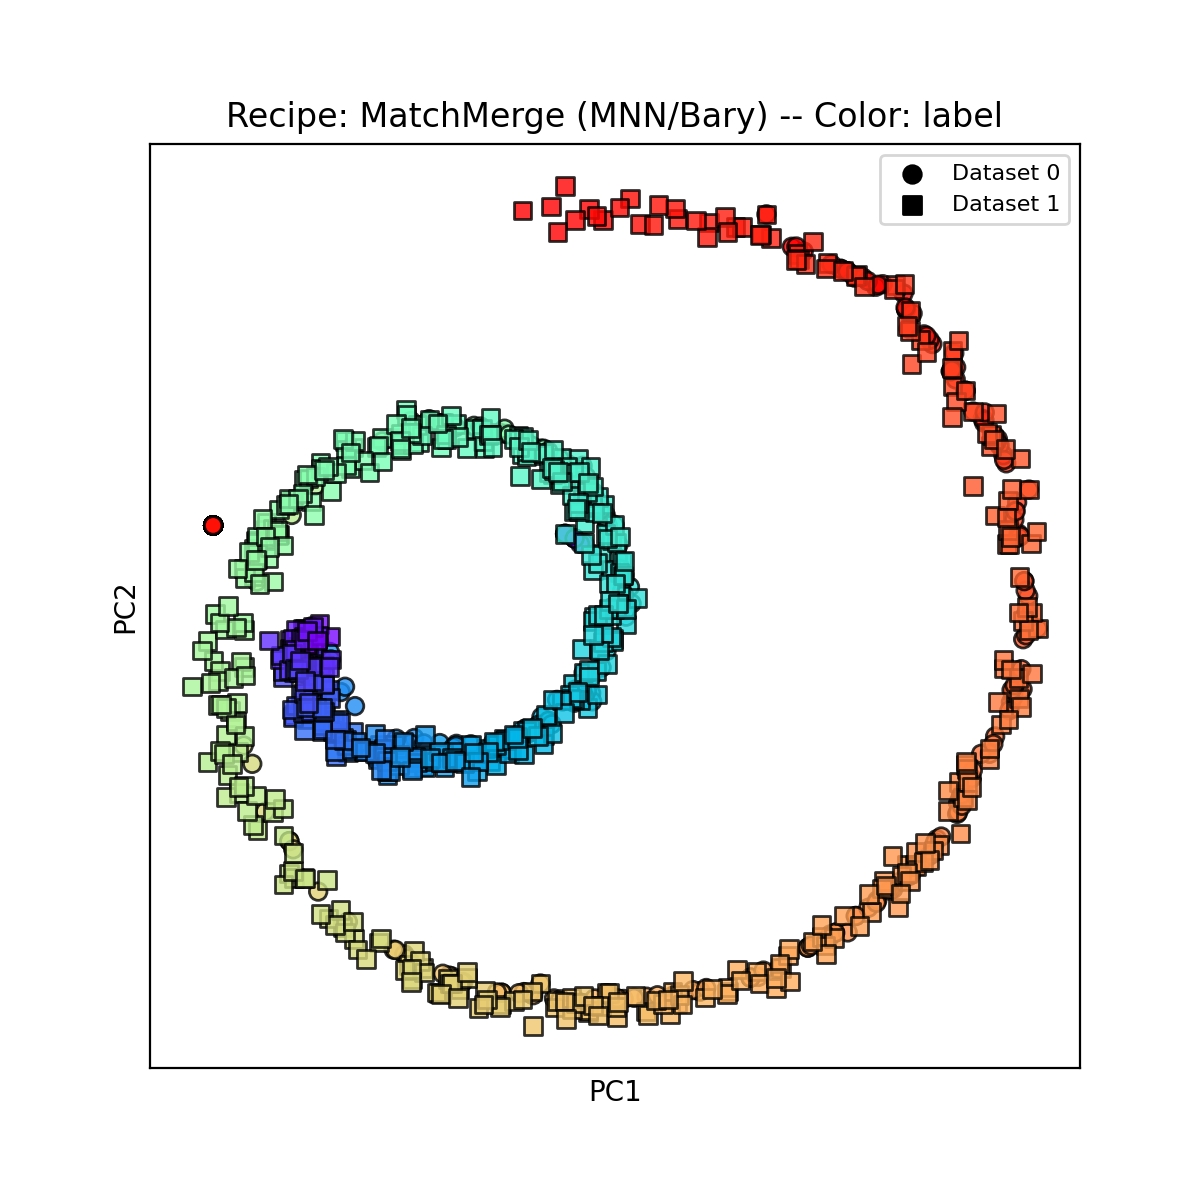 Recipe: MatchMerge (MNN/Bary) -- Color: label
Dataset 0
Dataset 1
PC2
PC1